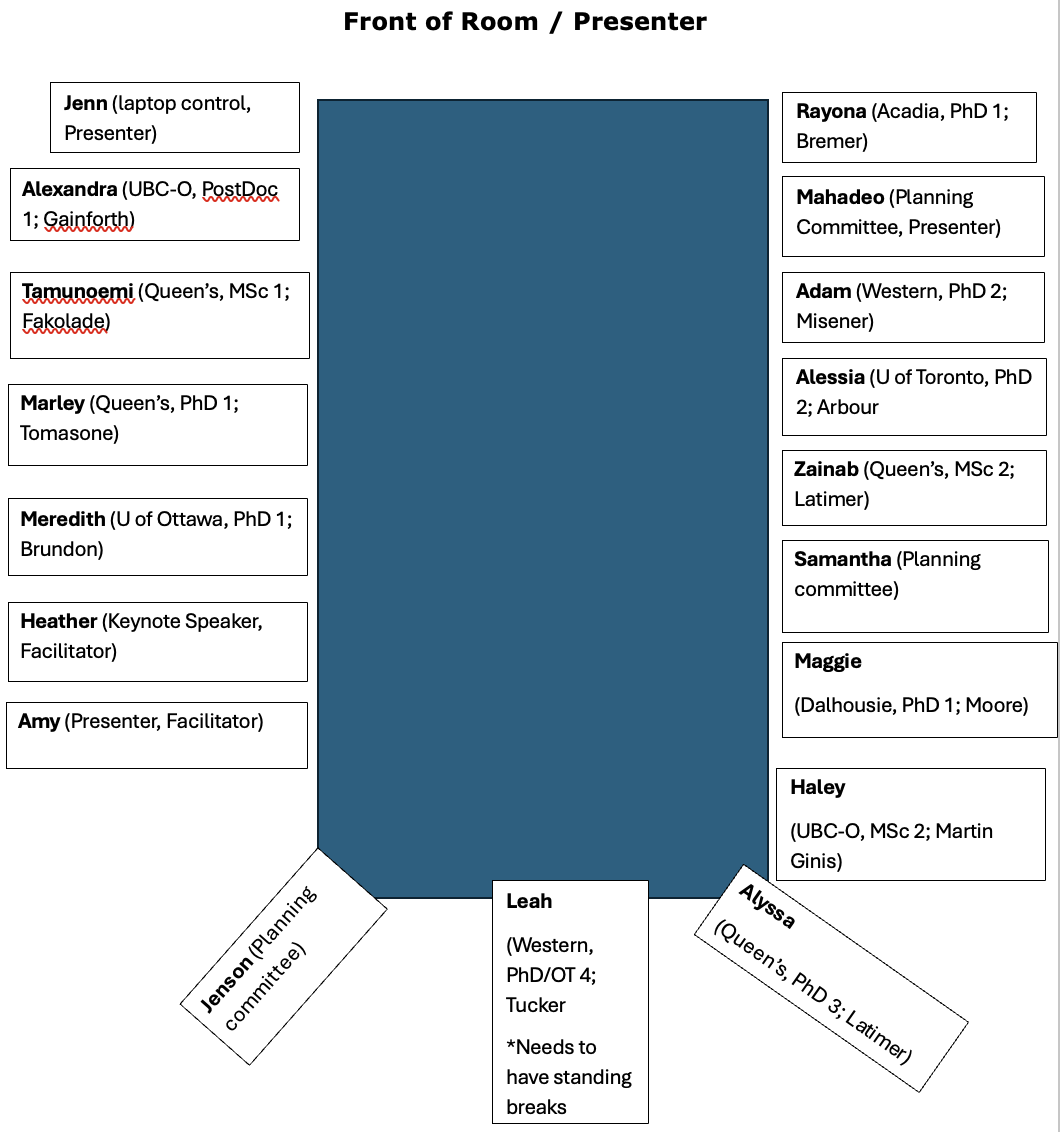 Front of Room / Presenter
Jenn (laptop control,
Presenter)
Alexandra (UBC-O, PostDoc
1; Gainforth)
Tamunoemi (Queen’s, MSc 1;
Fakolade)
Marley (Queen’s, PhD 1;
Tomasone)
Meredith (U of Ottawa, PhD 1;
Brundon)
Heather (Keynote Speaker,
Facilitator)
Amy (Presenter, Facilitator)
Jenson (Planning
committee)
Leah
(Western,
PhD/OT 4;
Tucker
*Needs to
have standing
breaks
Alyssa
(Queen’s, PhD 3; Latimer)
Rayona (Acadia, PhD 1;
Bremer)
Mahadeo (Planning
Committee, Presenter)
Adam (Western, PhD 2;
Misener)
Alessia (U of Toronto, PhD
2; Arbour
Zainab (Queen’s, MSc 2;
Latimer)
Samantha (Planning
committee)
Maggie
(Dalhousie, PhD 1; Moore)
Haley
(UBC-O, MSc 2; Martin
Ginis)